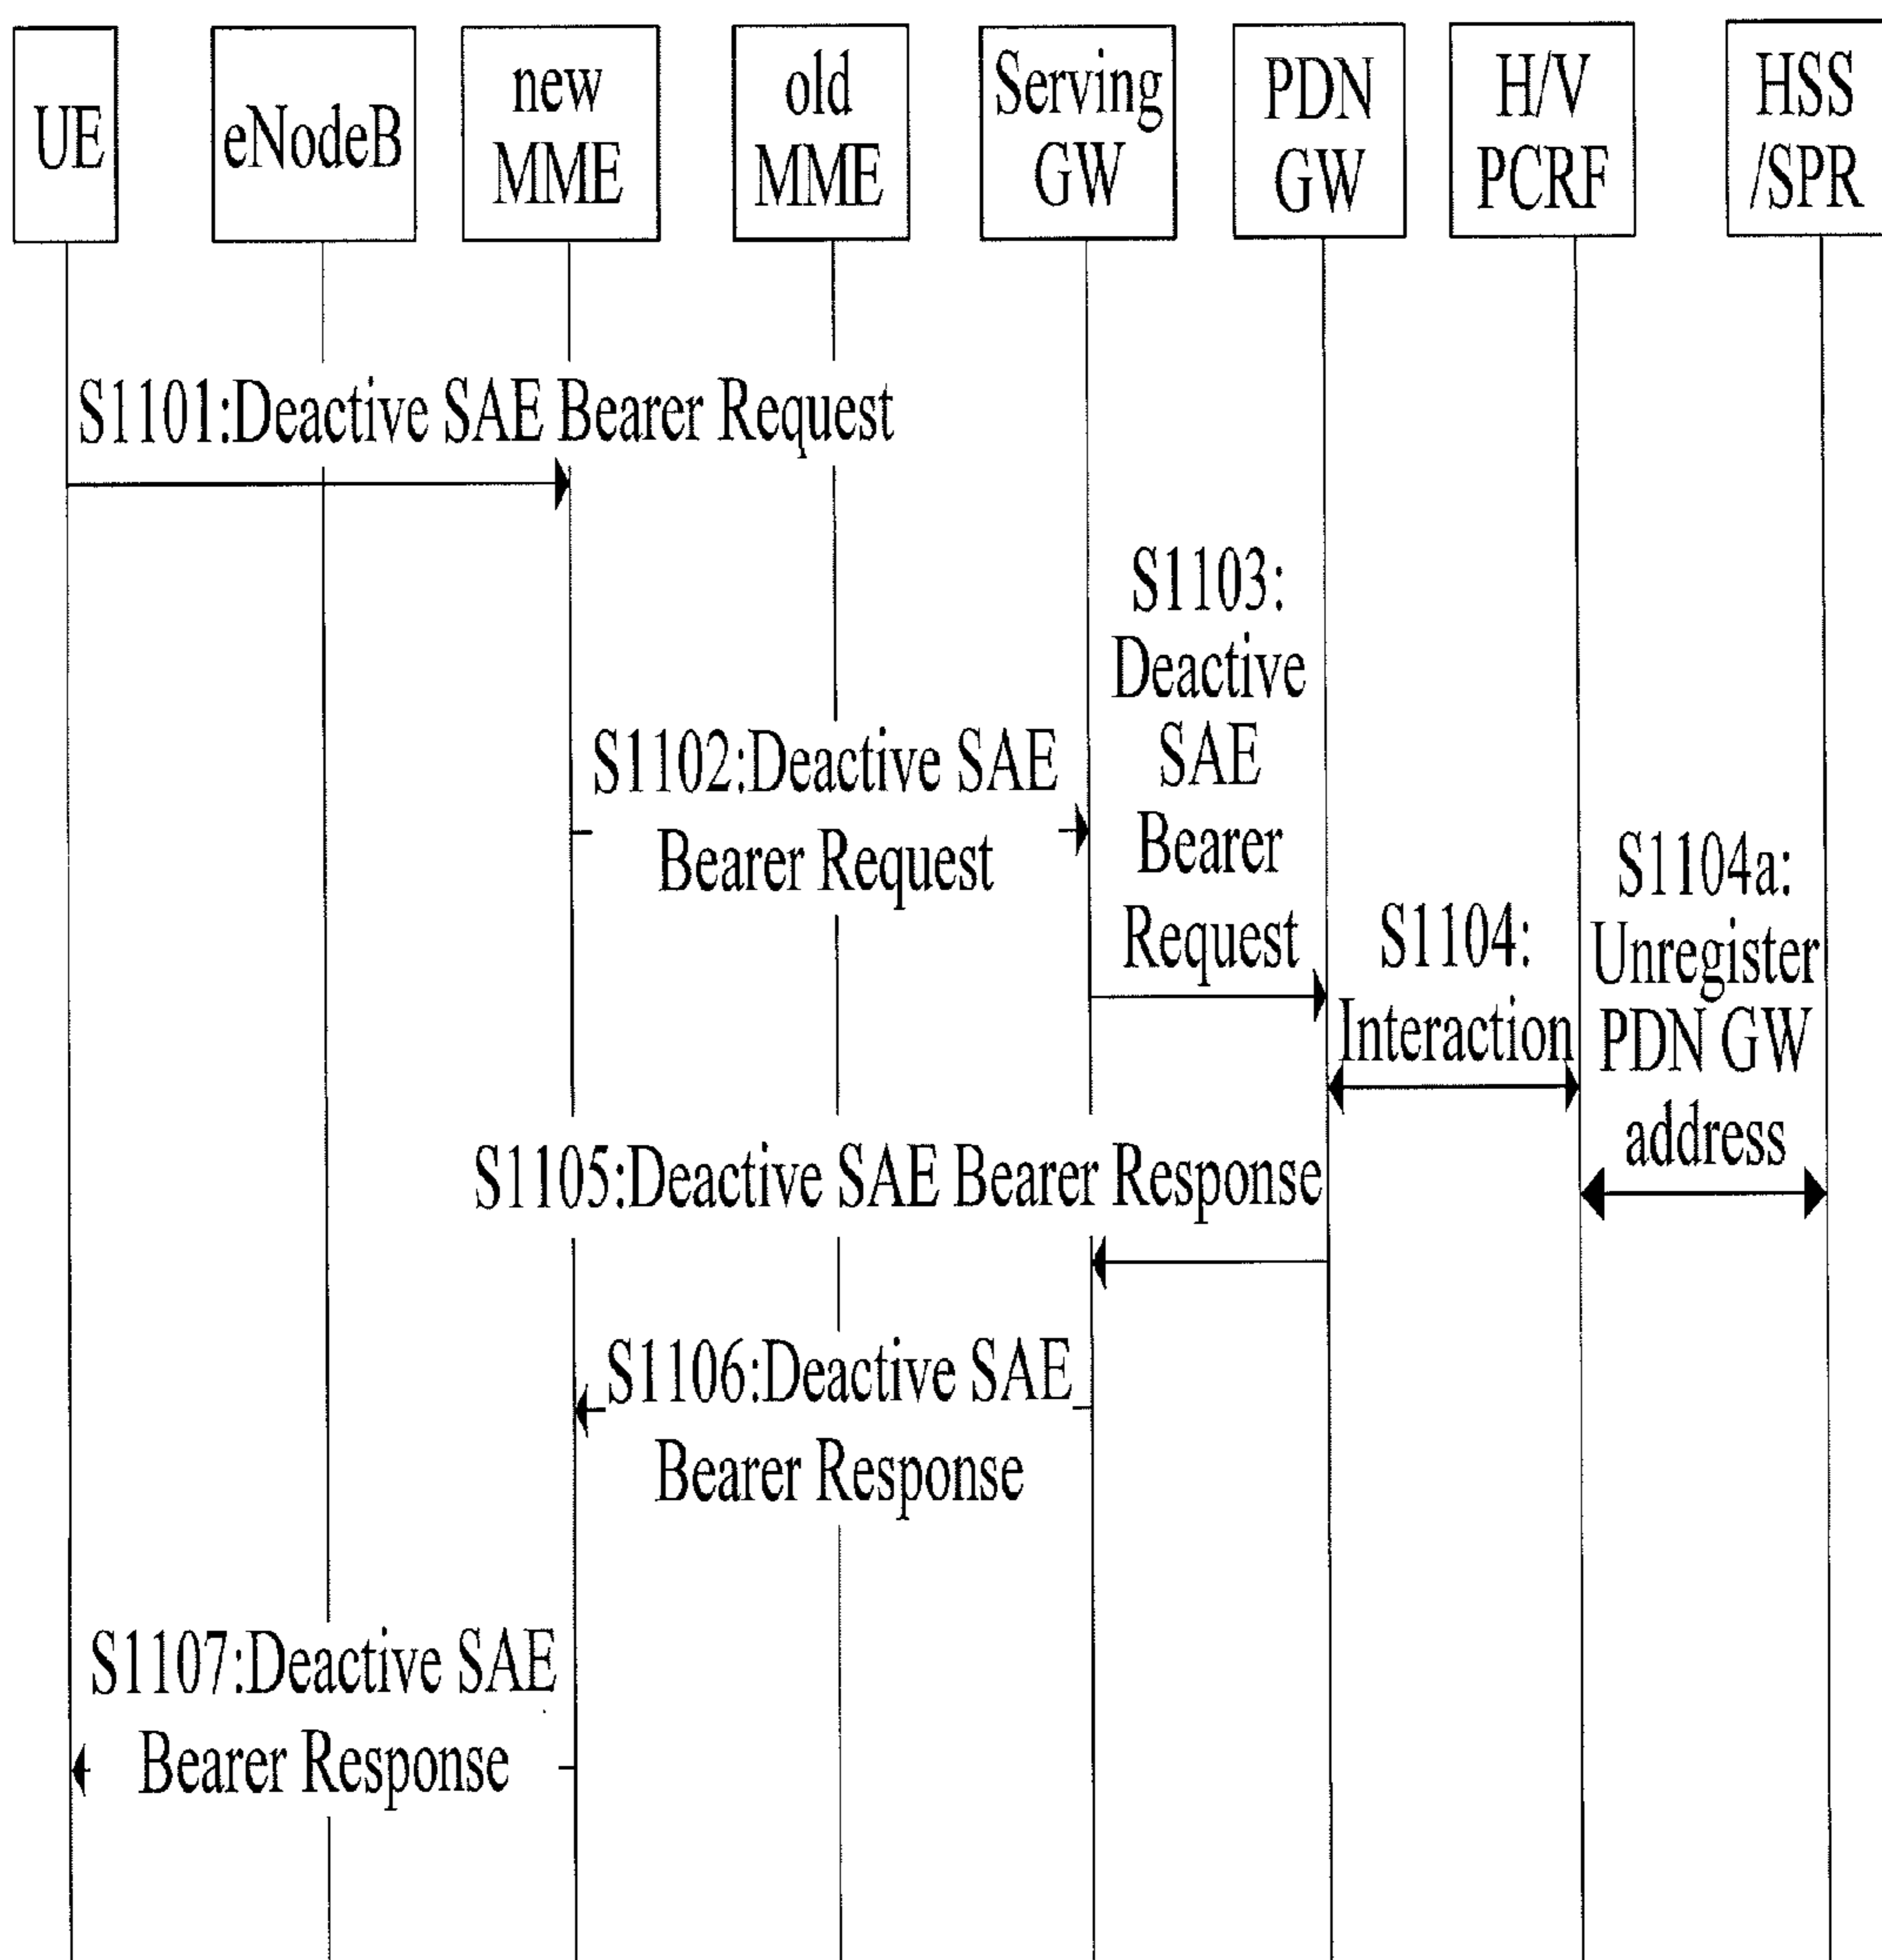 UE
eNodeB
new
MME
old
MME
Serving
GW
PDN
GW
H/V
PCRF
HSS
/SPR
S1101:Deactive SAE Bearer Request
S1102:Deactive SAE
Bearer Request
S1103:
Deactive
SAE
Bearer
Request
S1104:
Interaction
S1104a:
Unregister
PDN GW
address
S1105:Deactive SAE Bearer Response
S1106:Deactive SAE
Bearer Response
S1107:Deactive SAE
Bearer Response